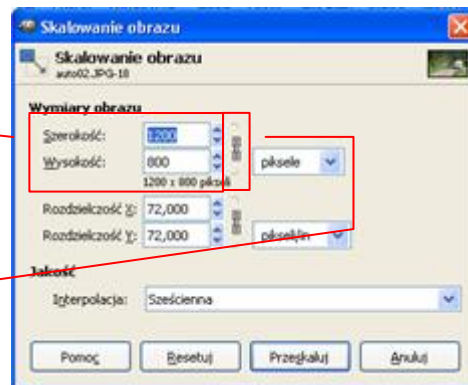 Skalowanie obrazu
Skalowanie obrazu
auto02.JPG-18
Wymiary obrazu
Szerokość: 1200
Wysokość: 800 piksele
1200 x 800 pikseli
Rozdzielczość X: 72,000
Rozdzielczość Y: 72,000 piksel/in
Jakość
Interpolacja: Sześcienna
Pomoc Resetuj Przeskaluj Anuluj